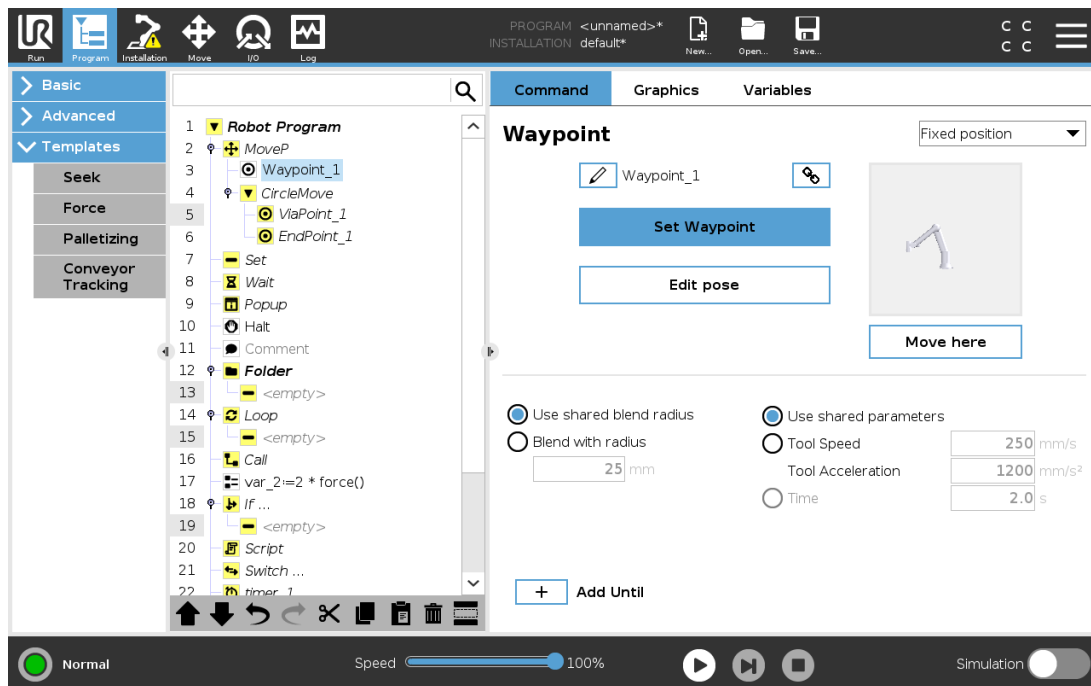 PROGRAM <unnamed>*
INSTALLATION default*
C C
C C
Run Program Installation Move I/O Log New... Open... Save...
Basic
Advanced
Templates
Seek
Force
Palletizing
Conveyor
Tracking
1 Robot Program
2 MoveP
3 Waypoint_1
4 CircleMove
5 ViaPoint_1
6 EndPoint_1
7 Set
8 Wait
9 Popup
10 Halt
11 Comment
12 Folder
13 <empty>
14 Loop
15 <empty>
16 Call
17 var_2:=2 * force()
18 If ...
19 <empty>
20 Script
21 Switch ...
22 timer_1
Command Graphics Variables
Waypoint
Fixed position
Waypoint_1
Set Waypoint
Edit pose
Move here
Use shared blend radius
Blend with radius
25 mm
Use shared parameters
Tool Speed 250 mm/s
Tool Acceleration 1200 mm/s²
Time 2.0 s
+ Add Until
Normal
Speed 100%
Simulation